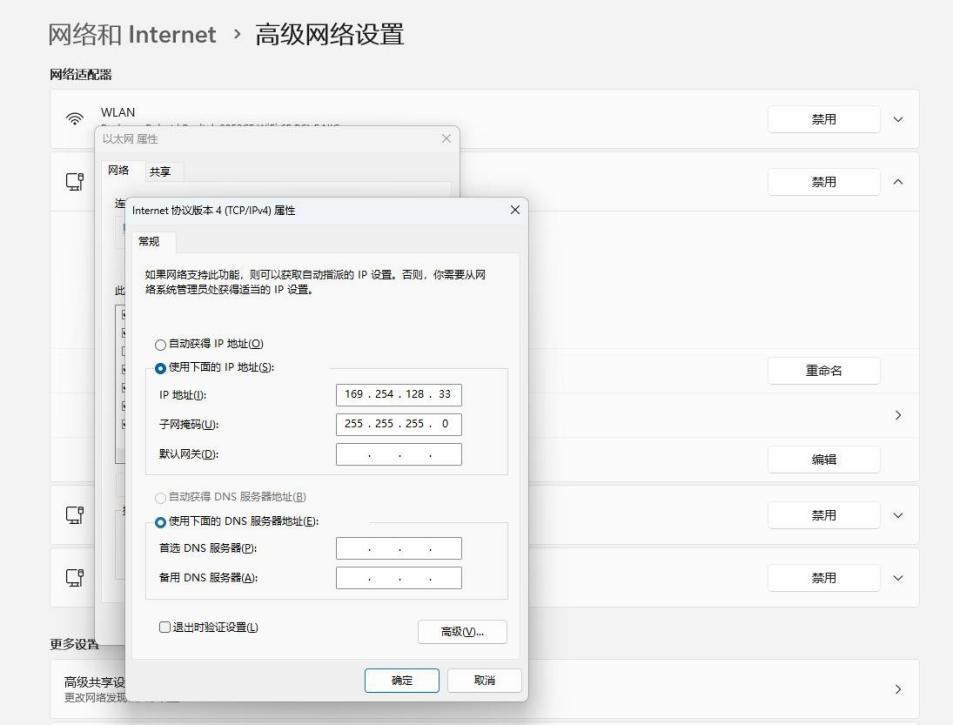 网络和 Internet › 高级网络设置
网络适配器
WLAN
禁用
以太网 属性
网络
共享
禁用
连
Internet 协议版本 4 (TCP/IPv4) 属性
常规
如果网络支持此功能，则可以获取自动指派的 IP 设置。否则，你需要从网
络系统管理员处获得适当的 IP 设置。
此
自动获得 IP 地址(O)
使用下面的 IP 地址(S):
重命名
IP 地址(I):
169 . 254 . 128 . 33
子网掩码(U):
255 . 255 . 255 . 0
默认网关(D):
. . .
编辑
自动获得 DNS 服务器地址(B)
使用下面的 DNS 服务器地址(E):
禁用
首选 DNS 服务器(P):
. . .
备用 DNS 服务器(A):
. . .
禁用
退出时验证设置(L)
高级(V)...
更多设置
高级共享设
更改网络发现
确定
取消